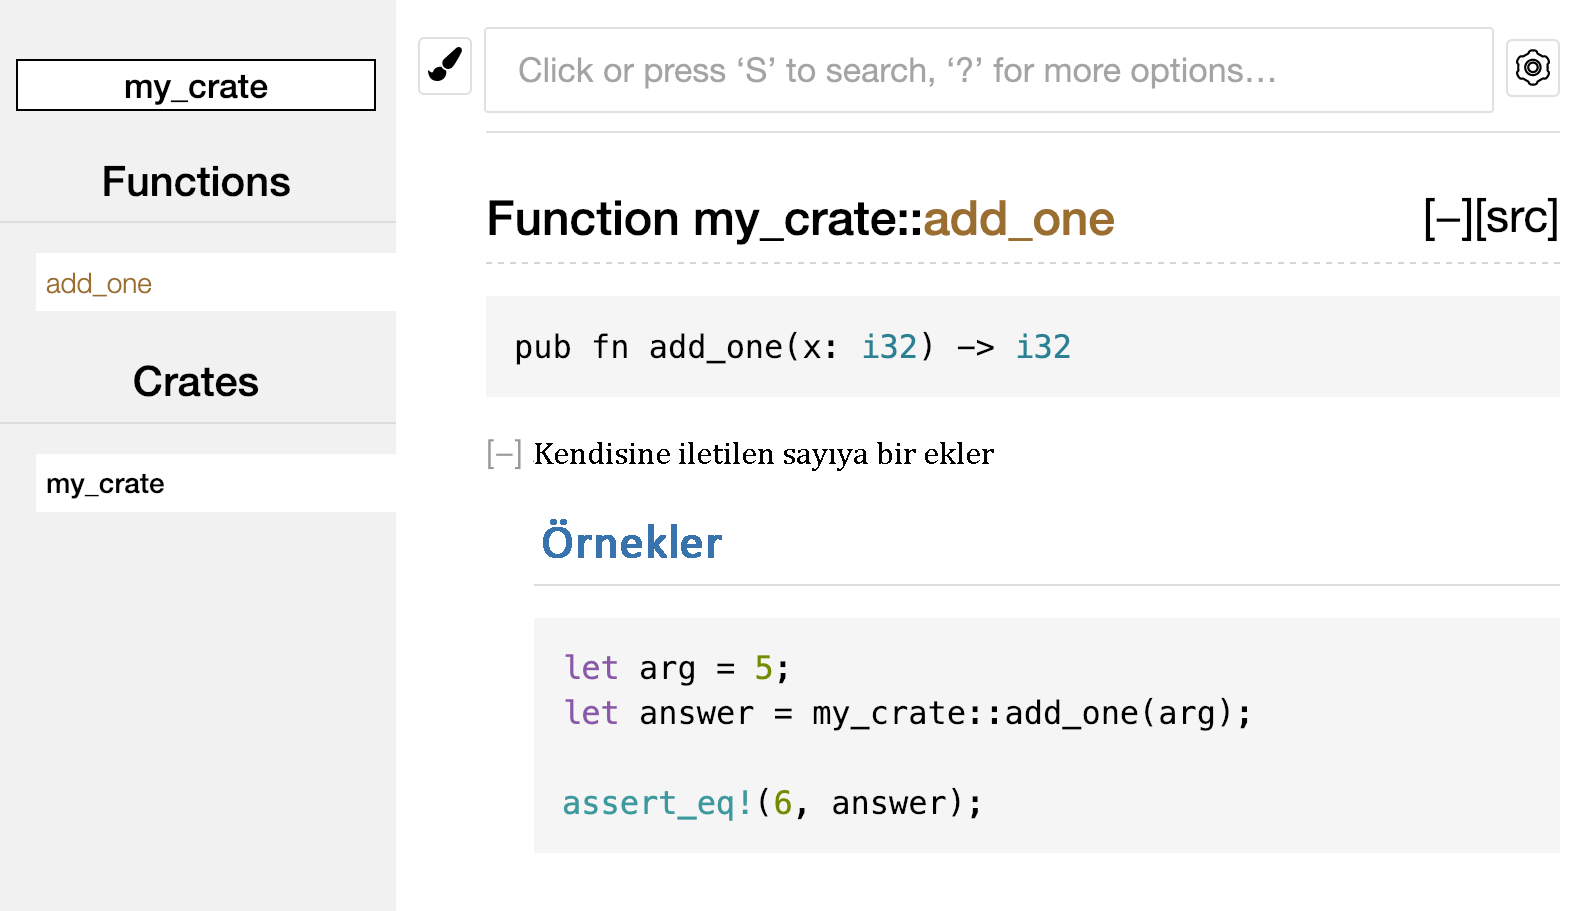 my_crate
Functions
add_one
Crates
my_crate
Click or press ‘S’ to search, ‘?’ for more options…
Function my_crate::add_one
[−][src]
pub fn add_one(x: i32) -> i32
[−] Kendisine iletilen sayıya bir ekler
Örnekler
let arg = 5;
let answer = my_crate::add_one(arg);
assert_eq!(6, answer);